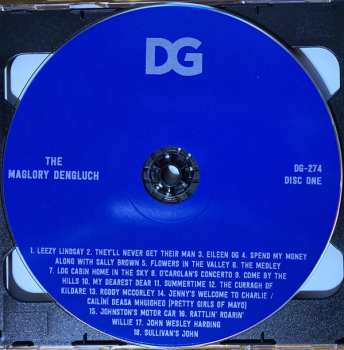 DG
THE
MAGLORY DENGLUCH
DG-274
DISC ONE
1. LEEZY LINDSAY 2. THEY'LL NEVER GET THEIR MAN 3. EILEEN OG 4. SPEND MY MONEY
ALONG WITH SALLY BROWN 5. FLOWERS IN THE VALLEY 6. THE MEDLEY
7. LOG CABIN HOME IN THE SKY 8. O'CAROLAN'S CONCERTO 9. COME BY THE
HILLS 10. MY DEAREST DEAR 11. SUMMERTIME 12. THE CURRAGH OF
KILDARE 13. RODDY MCCORLEY 14. JENNY'S WELCOME TO CHARLIE /
CAILÍNÍ DEASA MHGIGHEO [PRETTY GIRLS OF MAYO]
15. JOHNSTON'S MOTOR CAR 16. RATTLIN' ROARIN'
WILLIE 17. JOHN WESLEY HARDING
18. SULLIVAN'S JOHN